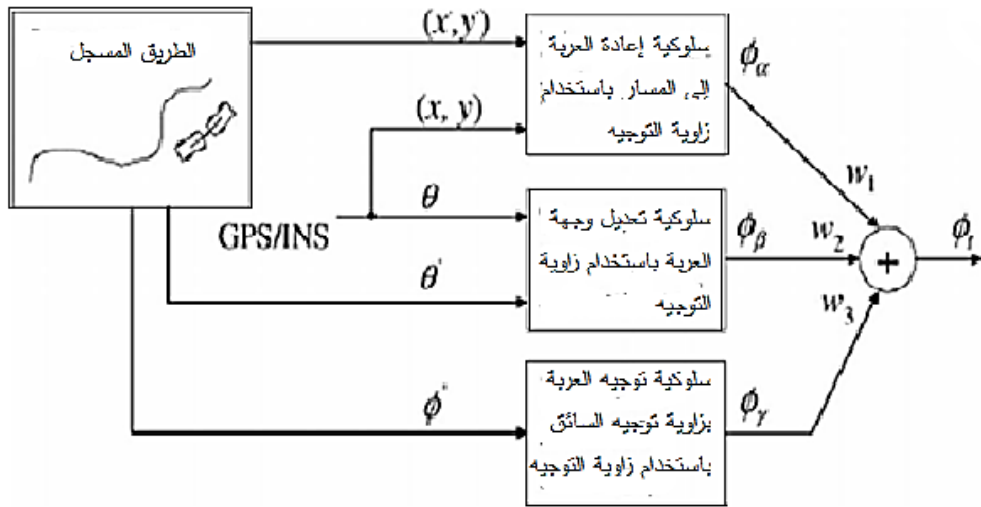 الطريق المسجل
(x', y')
سلوكية إعادة العربة
إلى المسار باستخدام
زاوية التوجيه
ϕα
(x, y)
w1
GPS/INS
θ
θ'
سلوكية تعديل وجهة
العربة باستخدام زاوية
التوجيه
ϕβ
w2
+
ϕt
w3
ϕ''
سلوكية توجيه العربة
بزاوية توجيه السائق
باستخدام زاوية التوجيه
ϕγ